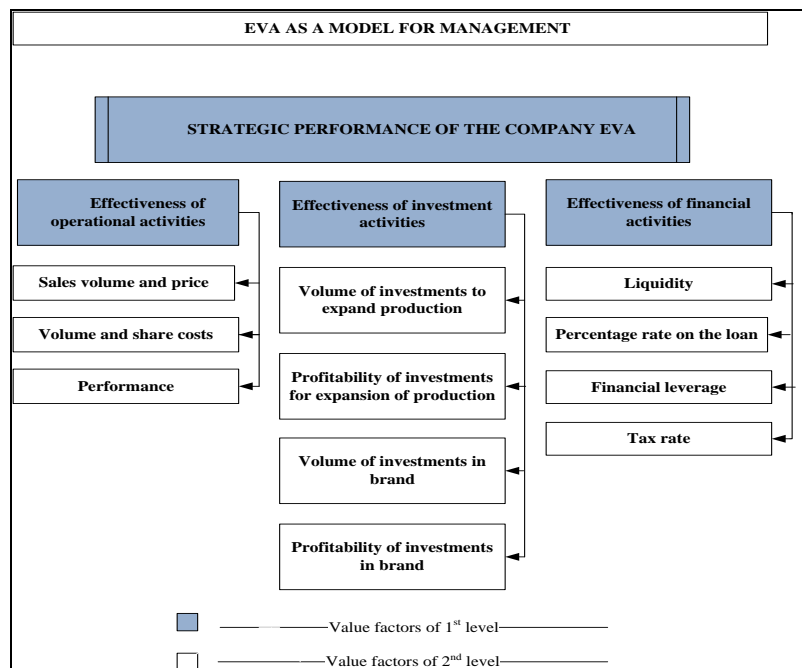 EVA AS A MODEL FOR MANAGEMENT
STRATEGIC PERFORMANCE OF THE COMPANY EVA
Effectiveness of
operational activities
Sales volume and price
Volume and share costs
Performance
Effectiveness of investment
activities
Volume of investments to
expand production
Profitability of investments
for expansion of production
Volume of investments in
brand
Profitability of investments
in brand
Effectiveness of financial
activities
Liquidity
Percentage rate on the loan
Financial leverage
Tax rate
Value factors of 1st level
Value factors of 2nd level